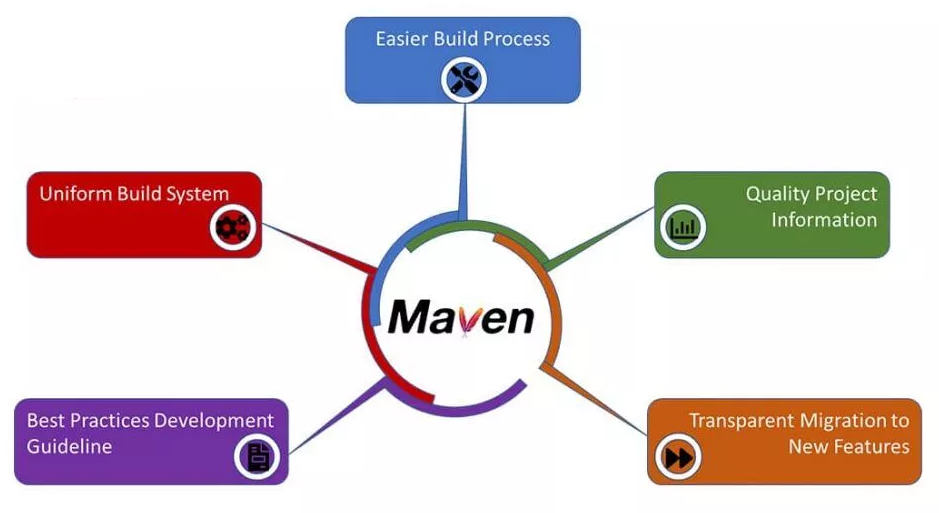 Easier Build Process
Uniform Build System
Quality Project
Information
Maven
Best Practices Development
Guideline
Transparent Migration to
New Features